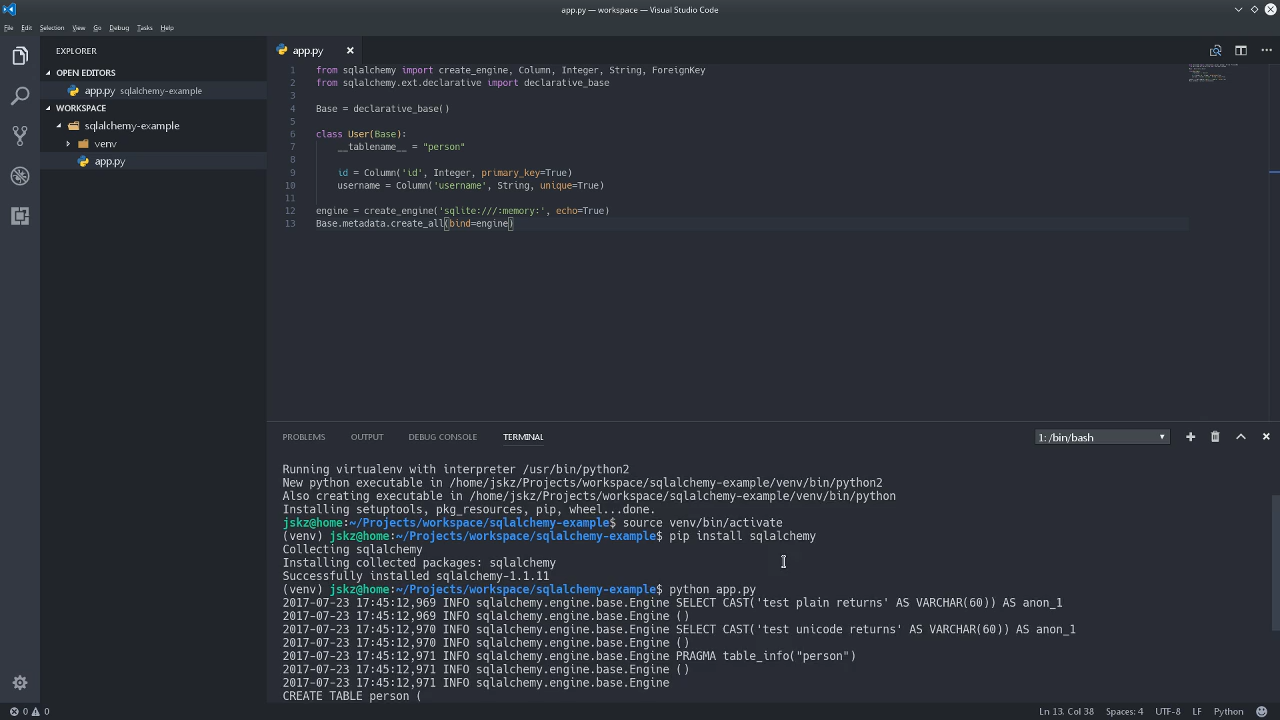 app.py — workspace — Visual Studio Code
File Edit Selection View Go Debug Tasks Help
EXPLORER
OPEN EDITORS
app.py sqlalchemy-example
WORKSPACE
sqlalchemy-example
venv
app.py
app.py
1 from sqlalchemy import create_engine, Column, Integer, String, ForeignKey
2 from sqlalchemy.ext.declarative import declarative_base
3
4 Base = declarative_base()
5
6 class User(Base):
7 __tablename__ = "person"
8
9 id = Column('id', Integer, primary_key=True)
10 username = Column('username', String, unique=True)
11
12 engine = create_engine('sqlite:///:memory:', echo=True)
13 Base.metadata.create_all(bind=engine)
PROBLEMS OUTPUT DEBUG CONSOLE TERMINAL 1: /bin/bash
Running virtualenv with interpreter /usr/bin/python2
New python executable in /home/jskz/Projects/workspace/sqlalchemy-example/venv/bin/python2
Also creating executable in /home/jskz/Projects/workspace/sqlalchemy-example/venv/bin/python
Installing setuptools, pkg_resources, pip, wheel...done.
jskz@home:~/Projects/workspace/sqlalchemy-example$ source venv/bin/activate
(venv) jskz@home:~/Projects/workspace/sqlalchemy-example$ pip install sqlalchemy
Collecting sqlalchemy
Installing collected packages: sqlalchemy
Successfully installed sqlalchemy-1.1.11
(venv) jskz@home:~/Projects/workspace/sqlalchemy-example$ python app.py
2017-07-23 17:45:12,969 INFO sqlalchemy.engine.base.Engine SELECT CAST('test plain returns' AS VARCHAR(60)) AS anon_1
2017-07-23 17:45:12,969 INFO sqlalchemy.engine.base.Engine ()
2017-07-23 17:45:12,970 INFO sqlalchemy.engine.base.Engine SELECT CAST('test unicode returns' AS VARCHAR(60)) AS anon_1
2017-07-23 17:45:12,970 INFO sqlalchemy.engine.base.Engine ()
2017-07-23 17:45:12,971 INFO sqlalchemy.engine.base.Engine PRAGMA table_info("person")
2017-07-23 17:45:12,971 INFO sqlalchemy.engine.base.Engine ()
2017-07-23 17:45:12,971 INFO sqlalchemy.engine.base.Engine
CREATE TABLE person (
0 0 Ln 13, Col 38 Spaces: 4 UTF-8 LF Python